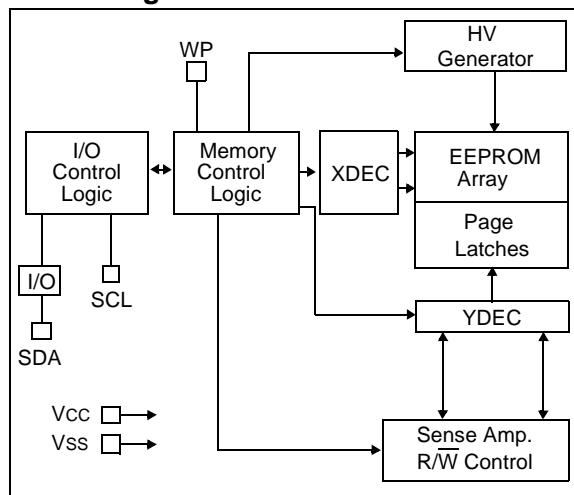 WP
HV
Generator
I/O
Control
Logic
Memory
Control
Logic
XDEC
EEPROM
Array
Page
Latches
I/O
SCL
SDA
YDEC
VCC
VSS
Sense Amp.
R/W̅ Control